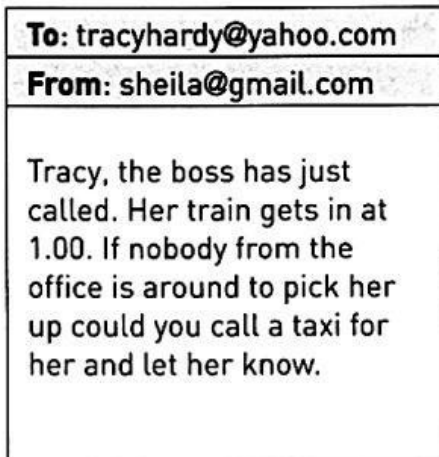 To: tracyhardy@yahoo.com
From: sheila@gmail.com
Tracy, the boss has just
called. Her train gets in at
1.00. If nobody from the
office is around to pick her
up could you call a taxi for
her and let her know.